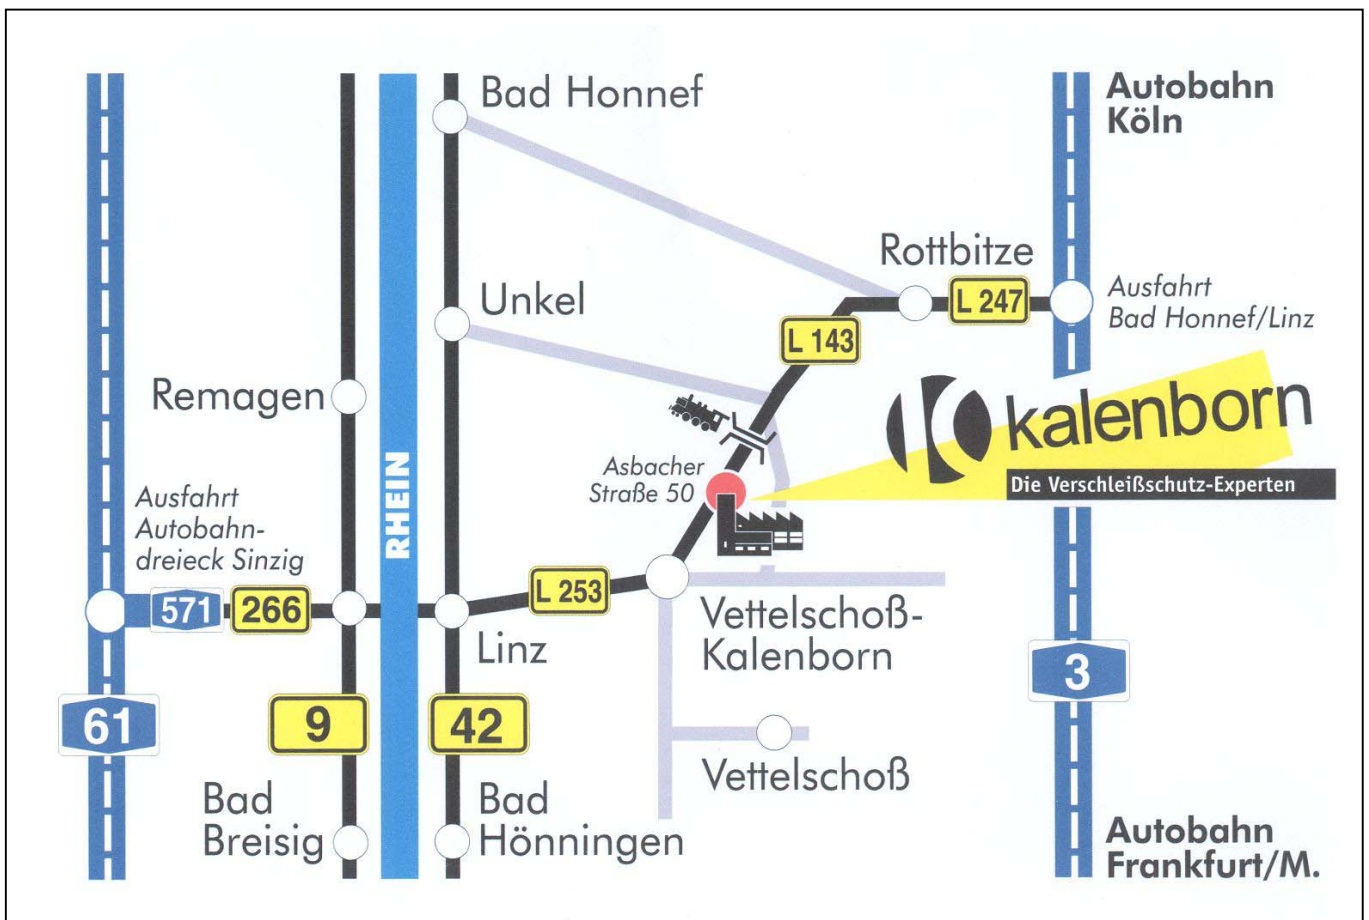 Bad Honnef
Autobahn
Köln
Rottbitze
Unkel
L 247
Ausfahrt
Bad Honnef/Linz
L 143
Remagen
kalenborn
Die Verschleißschutz-Experten
Asbacher
Straße 50
RHEIN
Ausfahrt
Autobahn-
dreieck Sinzig
571
266
L 253
Linz
Vettelschoß-
Kalenborn
3
61
9
42
Vettelschoß
Bad
Breisig
Bad
Hönningen
Autobahn
Frankfurt/M.